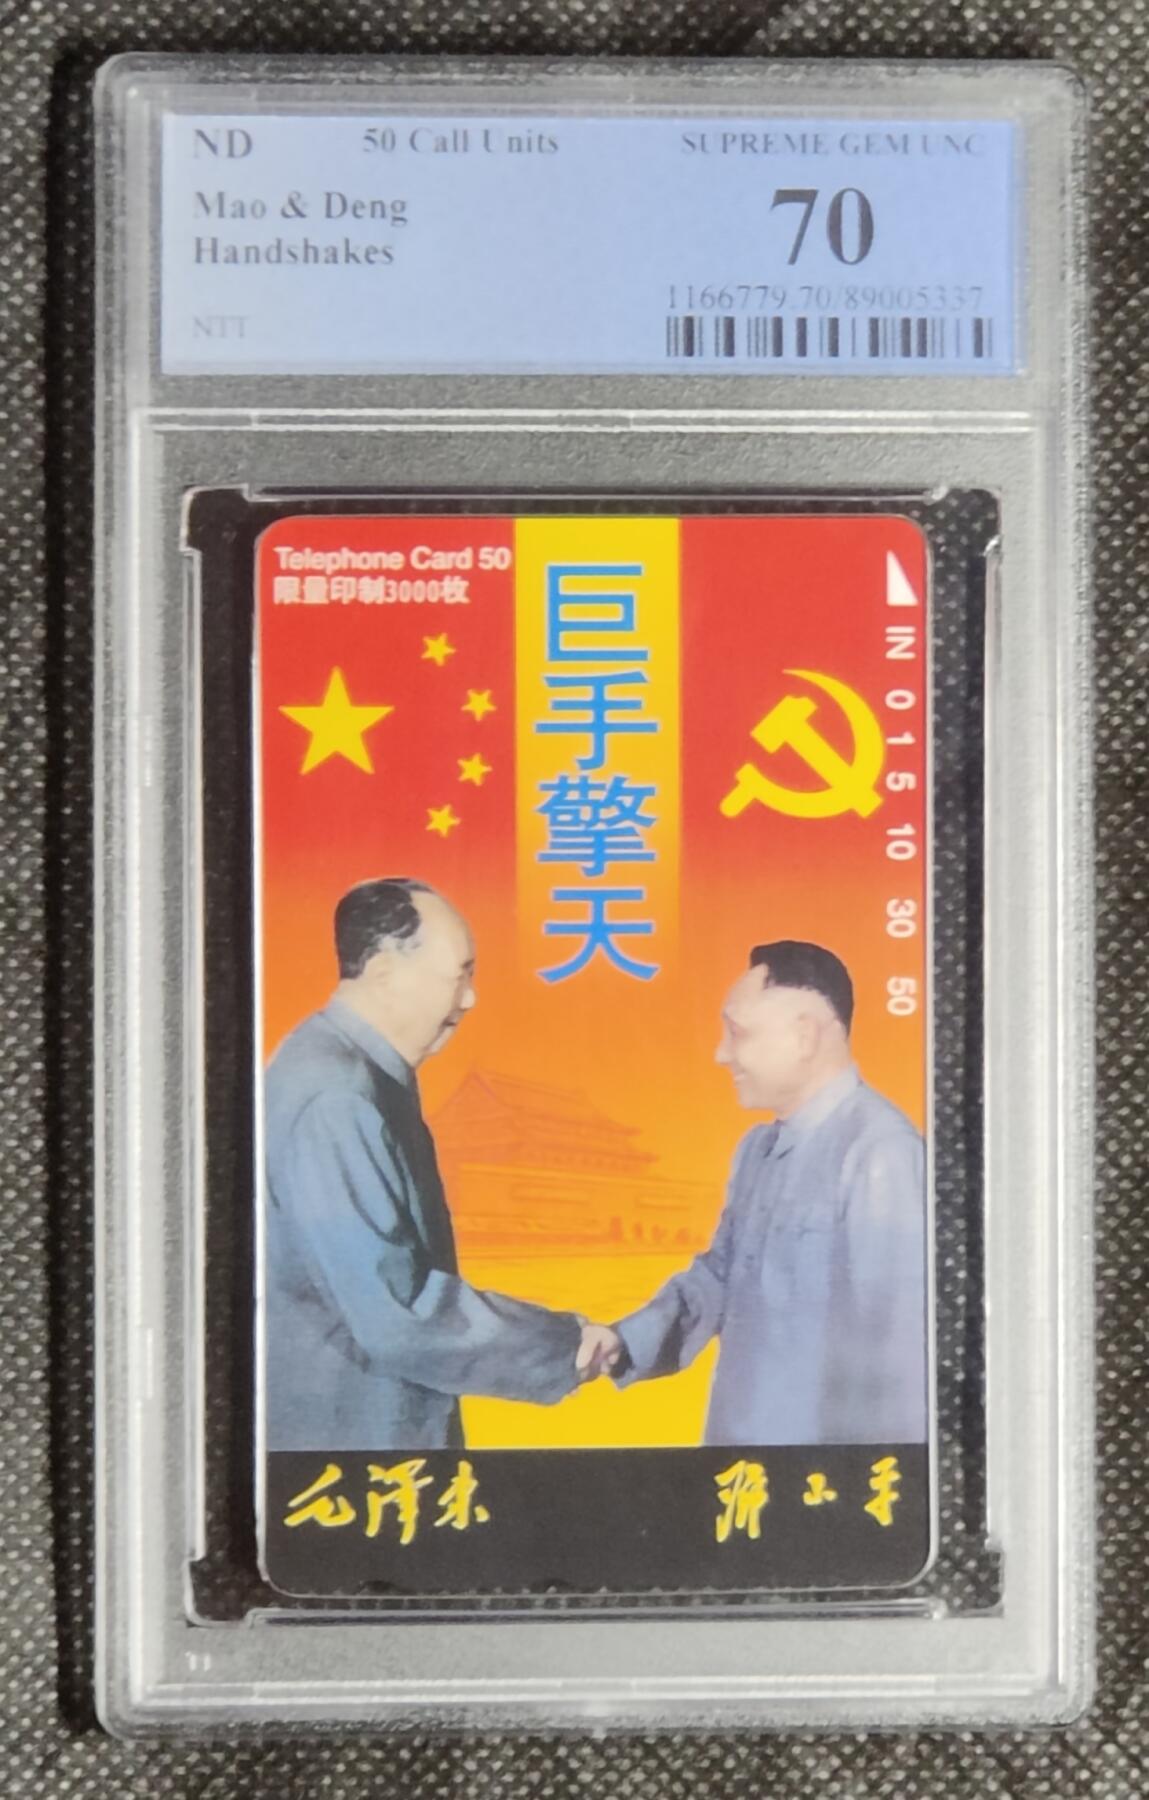 ND
50 Call Units
SUPREME GEM UNC
Mao & Deng
Handshakes
70
1166779.70/89005337
NTT
Telephone Card 50
限量印制3000枚
巨手擎天
IN 0 1 5 10 30 50
毛泽东
邓小平